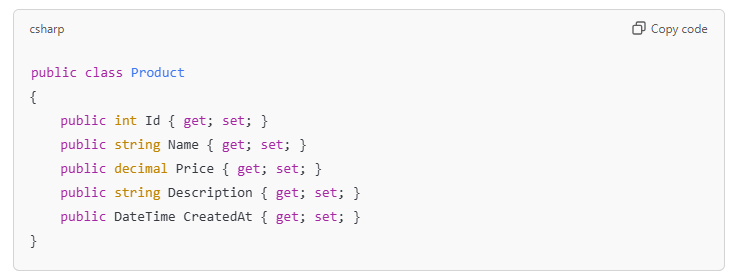 csharp
Copy code
public class Product
{
    public int Id { get; set; }
    public string Name { get; set; }
    public decimal Price { get; set; }
    public string Description { get; set; }
    public DateTime CreatedAt { get; set; }
}